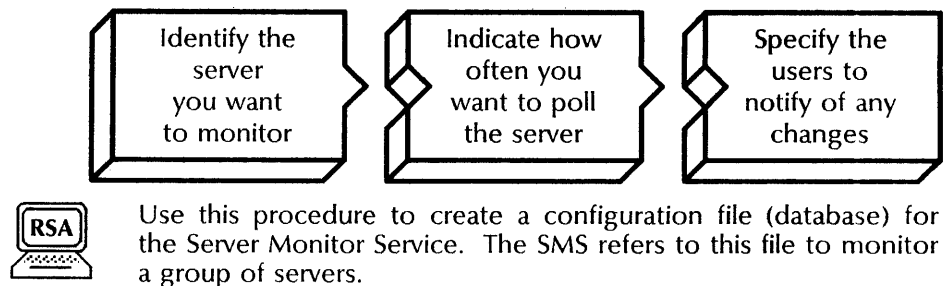 Identify the
server
you want
to monitor
Indicate how
often you
want to poll
the server
Specify the
users to
notify of any
changes
RSA
Use this procedure to create a configuration file (database) for
the Server Monitor Service. The SMS refers to this file to monitor
a group of servers.